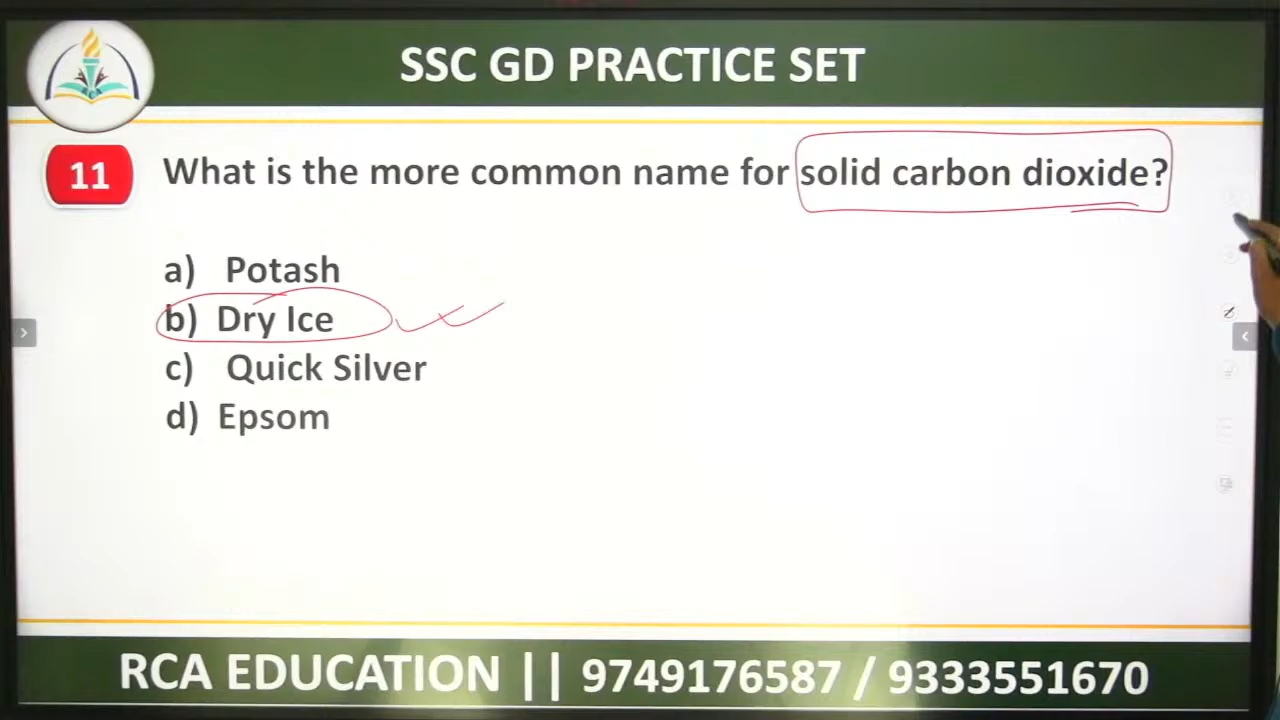 SSC GD PRACTICE SET
11 What is the more common name for solid carbon dioxide?
a) Potash
b) Dry Ice
c) Quick Silver
d) Epsom
RCA EDUCATION || 9749176587 / 9333551670